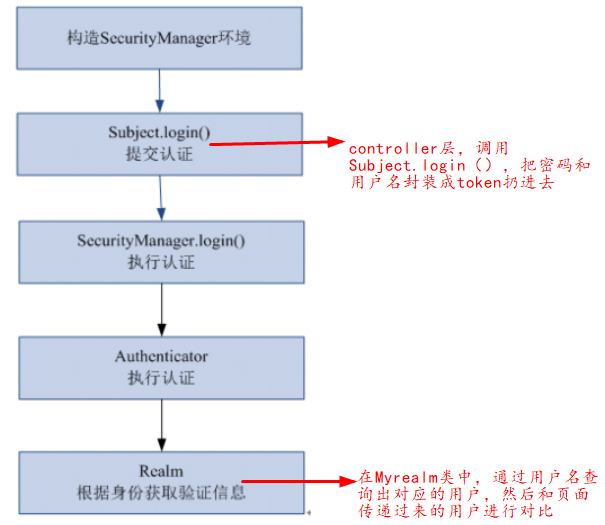 构造SecurityManager环境
Subject.login()
提交认证
controller层, 调用
Subject.login (), 把密码和
用户名封装成token扔进去
SecurityManager.login()
执行认证
Authenticator
执行认证
Realm
根据身份获取验证信息
在Myrealm类中, 通过用户名查
询出对应的用户, 然后和页面
传递过来的用户进行对比